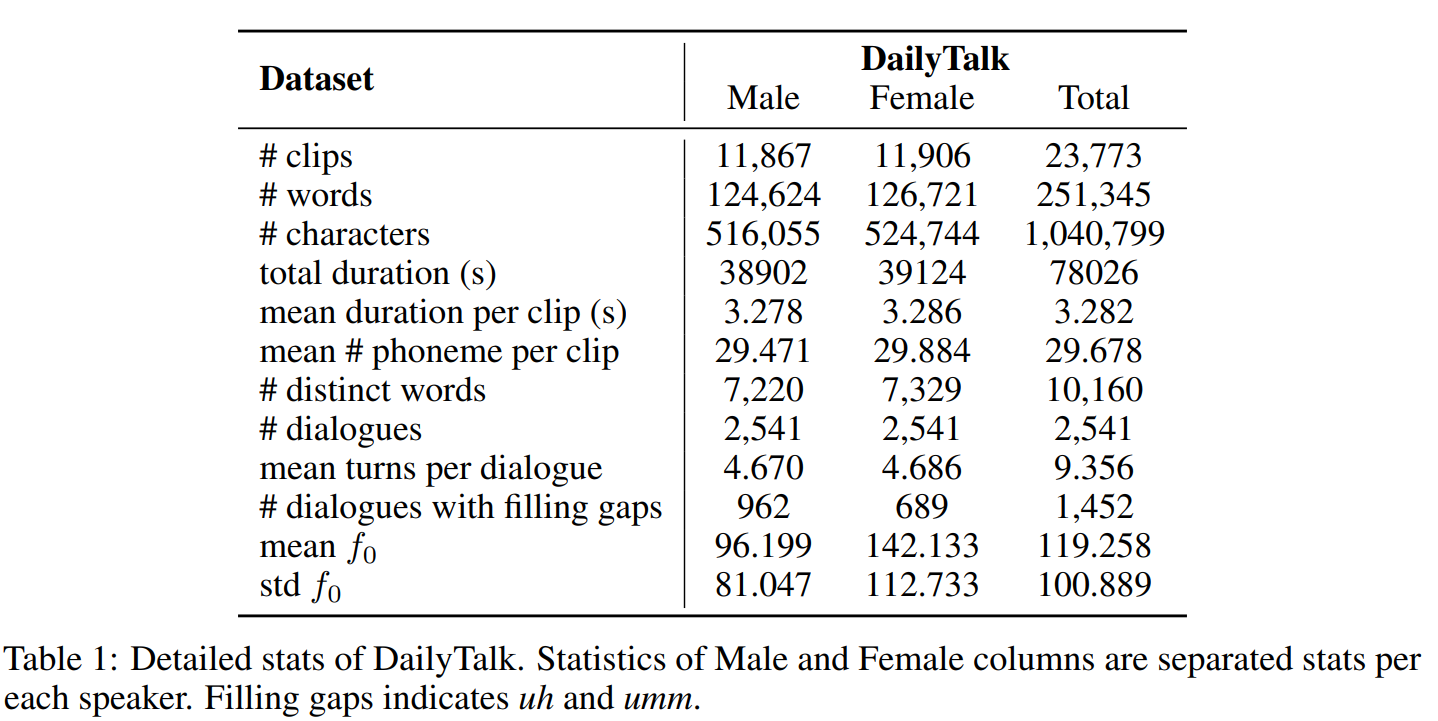 Dataset DailyTalk
Male Female Total
# clips 11,867 11,906 23,773
# words 124,624 126,721 251,345
# characters 516,055 524,744 1,040,799
total duration (s) 38902 39124 78026
mean duration per clip (s) 3.278 3.286 3.282
mean # phoneme per clip 29.471 29.884 29.678
# distinct words 7,220 7,329 10,160
# dialogues 2,541 2,541 2,541
mean turns per dialogue 4.670 4.686 9.356
# dialogues with filling gaps 962 689 1,452
mean f₀ 96.199 142.133 119.258
std f₀ 81.047 112.733 100.889
Table 1: Detailed stats of DailyTalk. Statistics of Male and Female columns are separated stats per
each speaker. Filling gaps indicates uh and umm.